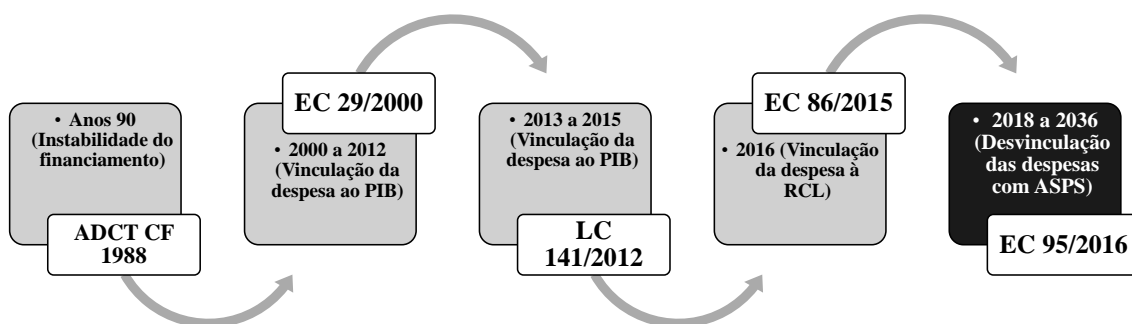 • Anos 90
(Instabilidade do
financiamento)
ADCT CF
1988
EC 29/2000
• 2000 a 2012
(Vinculação da
despesa ao PIB)
• 2013 a 2015
(Vinculação da
despesa ao PIB)
LC
141/2012
EC 86/2015
• 2016 (Vinculação
da despesa à
RCL)
• 2018 a 2036
(Desvinculação
das despesas
com ASPS)
EC 95/2016